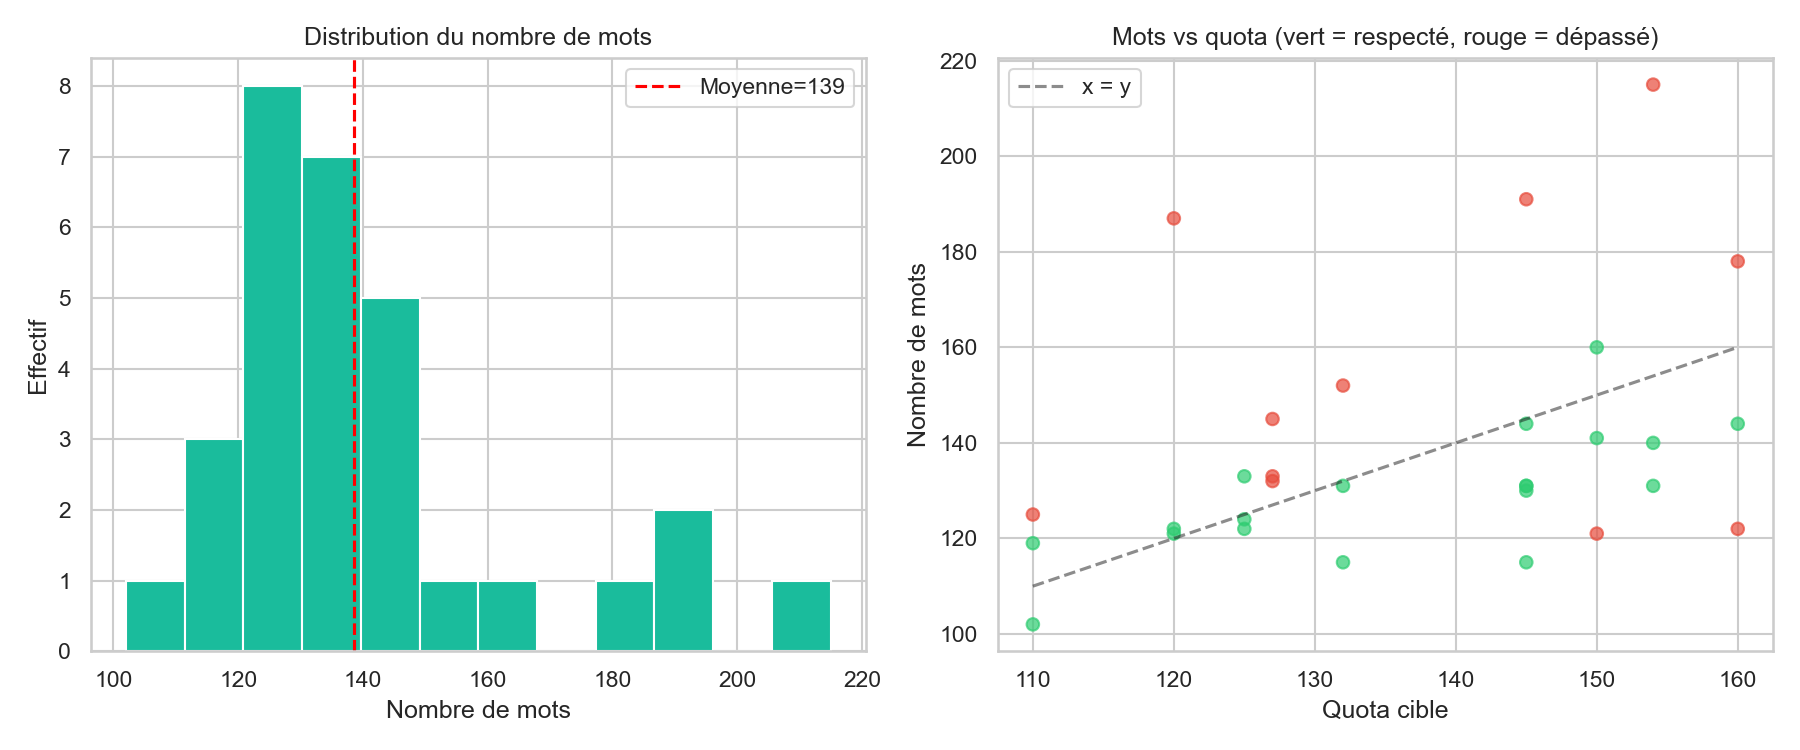 Distribution du nombre de mots
Moyenne=139
8
7
6
5
4
3
2
1
0
Effectif
100 120 140 160 180 200 220
Nombre de mots
Mots vs quota (vert = respecté, rouge = dépassé)
x = y
220
200
180
160
140
120
100
Nombre de mots
110 120 130 140 150 160
Quota cible